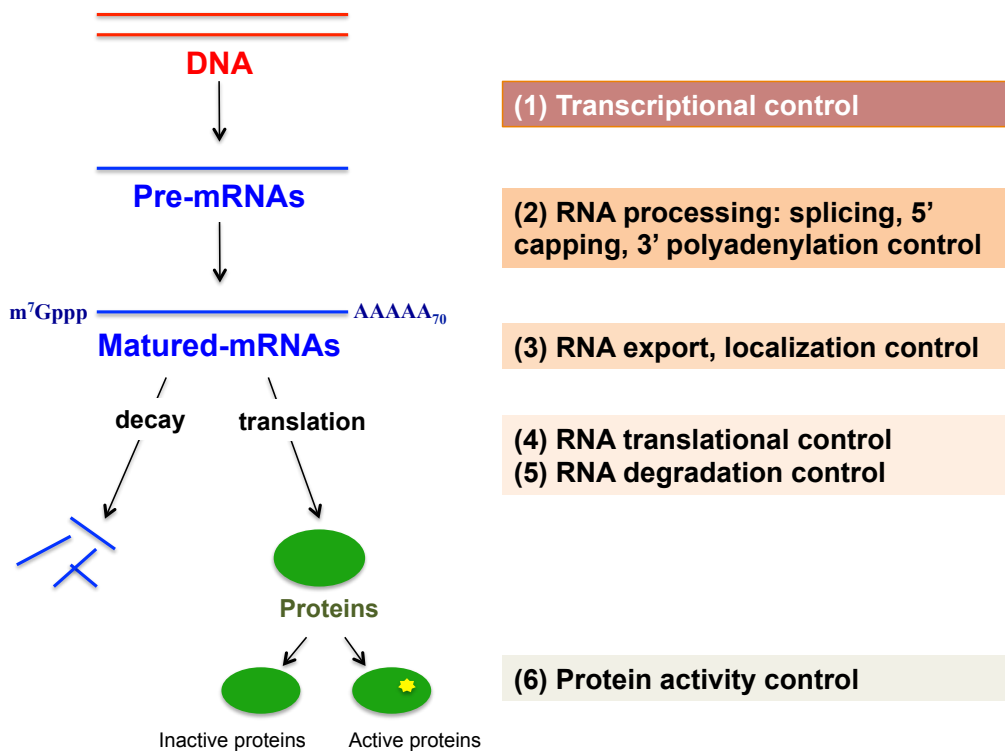 DNA
(1) Transcriptional control
Pre-mRNAs
(2) RNA processing: splicing, 5’
capping, 3’ polyadenylation control
m⁷Gppp
AAAAA₇₀
Matured-mRNAs
(3) RNA export, localization control
decay
translation
(4) RNA translational control
(5) RNA degradation control
Proteins
(6) Protein activity control
Inactive proteins
Active proteins